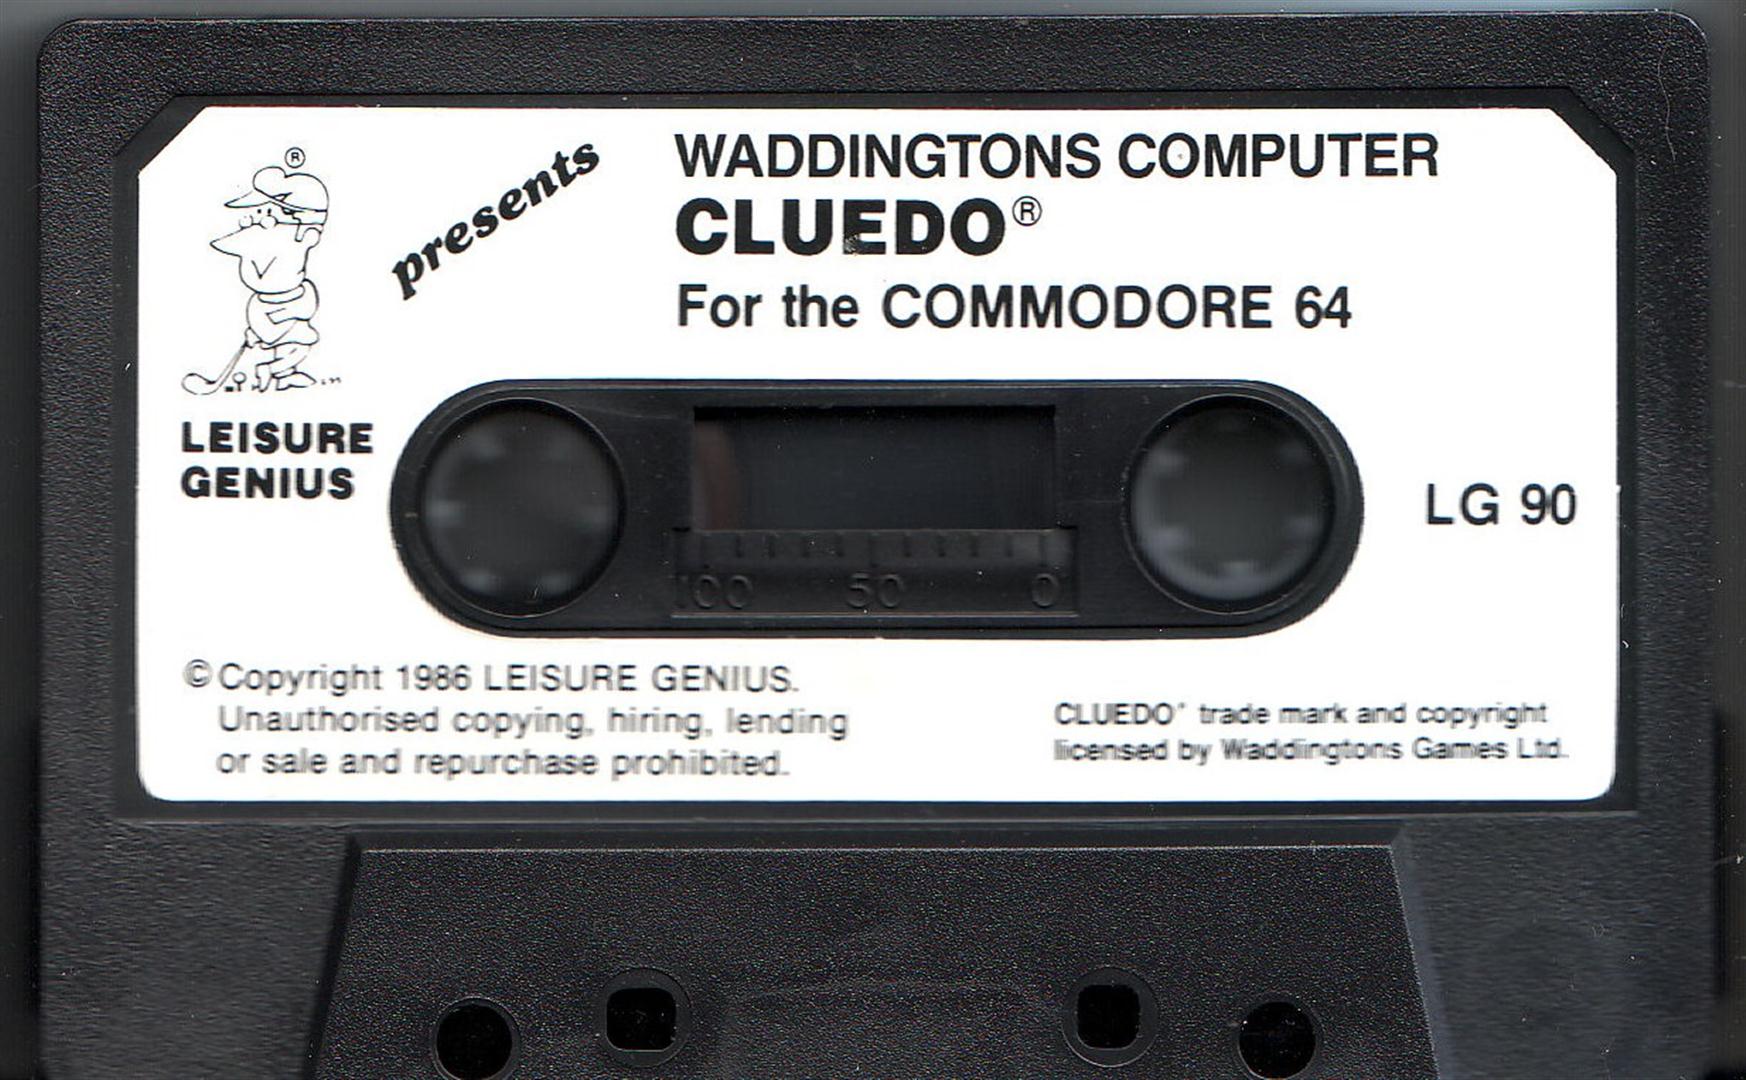 ®
presents
WADDINGTONS COMPUTER
CLUEDO®
For the COMMODORE 64
LEISURE
GENIUS
LG 90
100 50 0
© Copyright 1986 LEISURE GENIUS.
Unauthorised copying, hiring, lending
or sale and repurchase prohibited.
CLUEDO® trade mark and copyright
licensed by Waddingtons Games Ltd.